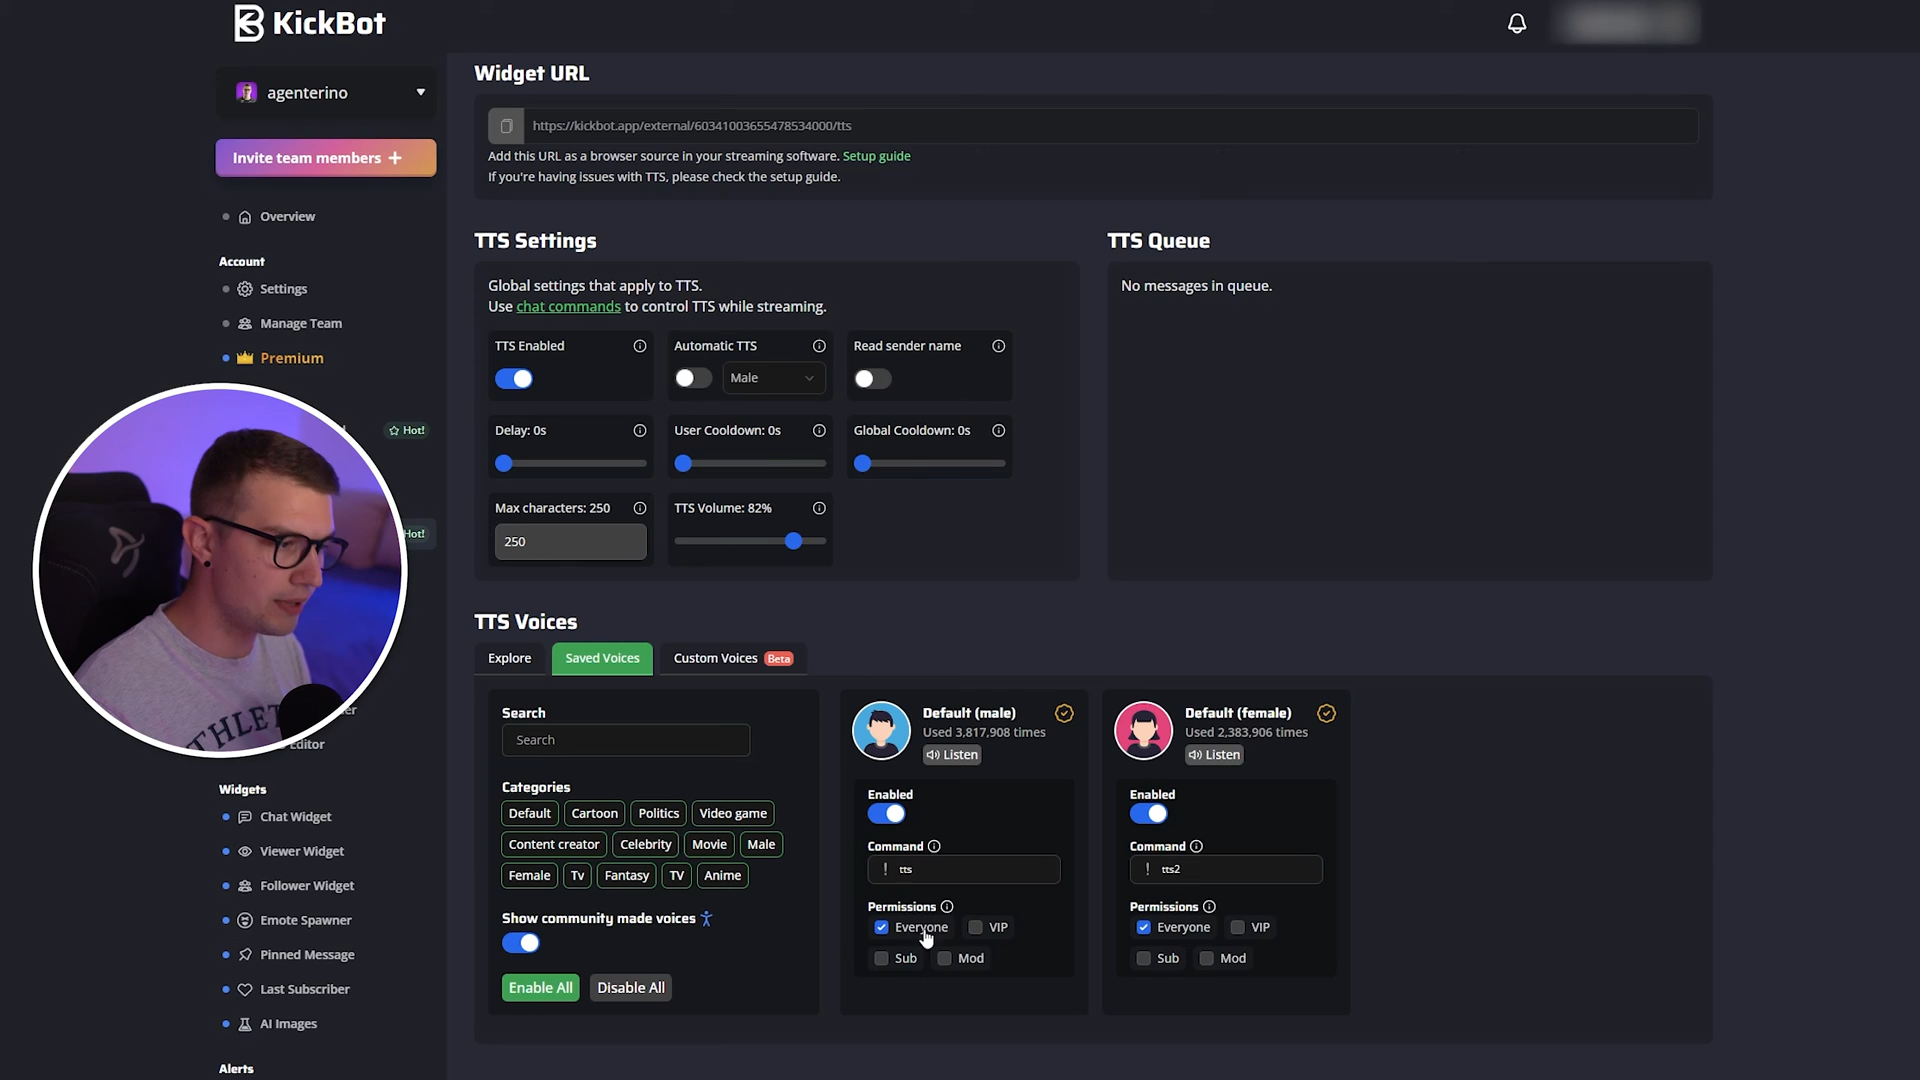 KickBot
agenterino
Invite team members +
Overview
Account
Settings
Manage Team
Premium
Hot!
Hot!
Editor
Widgets
Chat Widget
Viewer Widget
Follower Widget
Emote Spawner
Pinned Message
Last Subscriber
AI Images
Alerts
Widget URL
https://kickbot.app/external/60341003655478534000/tts
Add this URL as a browser source in your streaming software. Setup guide
If you're having issues with TTS, please check the setup guide.
TTS Settings
Global settings that apply to TTS.
Use chat commands to control TTS while streaming.
TTS Enabled
Automatic TTS
Male
Read sender name
Delay: 0s
User Cooldown: 0s
Global Cooldown: 0s
Max characters: 250
250
TTS Volume: 82%
TTS Queue
No messages in queue.
TTS Voices
Explore
Saved Voices
Custom Voices Beta
Search
Search
Categories
Default Cartoon Politics Video game
Content creator Celebrity Movie Male
Female Tv Fantasy TV Anime
Show community made voices
Enable All Disable All
Default (male)
Used 3,817,908 times
Listen
Enabled
Command
! tts
Permissions
Everyone VIP
Sub Mod
Default (female)
Used 2,383,906 times
Listen
Enabled
Command
! tts2
Permissions
Everyone VIP
Sub Mod